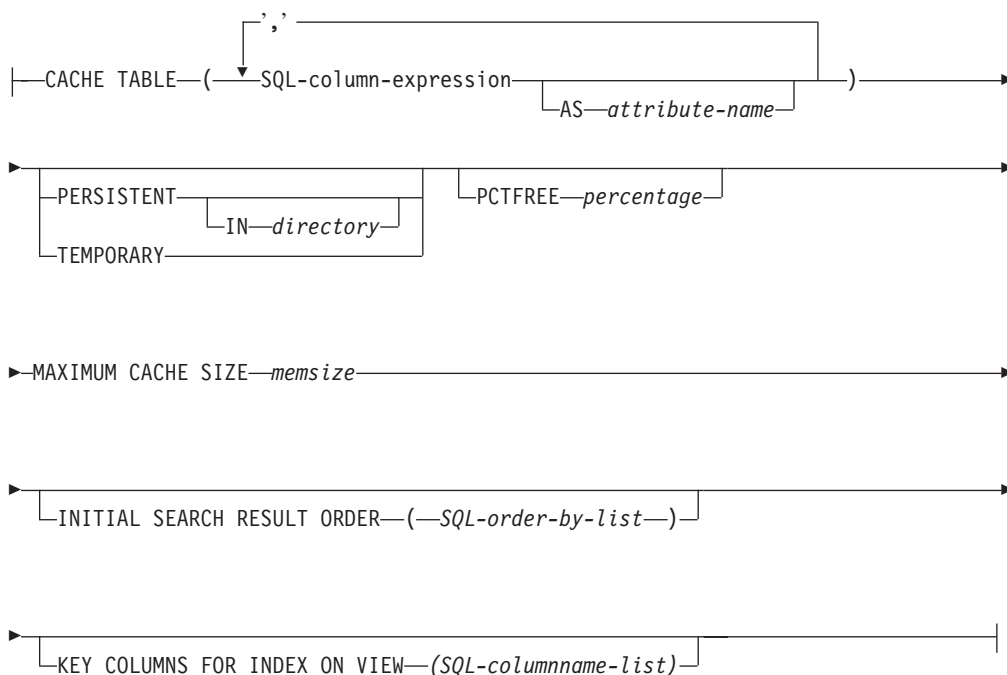 ','
CACHE TABLE ( SQL-column-expression )
AS attribute-name
PERSISTENT PCTFREE percentage
IN directory
TEMPORARY
MAXIMUM CACHE SIZE memsize
INITIAL SEARCH RESULT ORDER ( SQL-order-by-list )
KEY COLUMNS FOR INDEX ON VIEW (SQL-columnname-list)